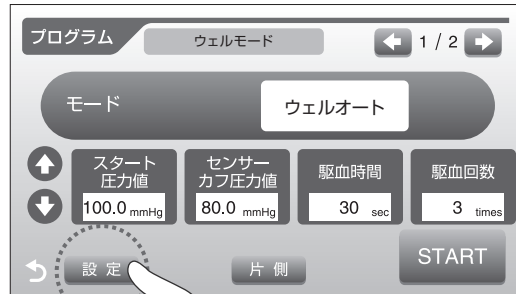 プログラム
ウェルモード
1 / 2
モード
ウェルオート
スタート
圧力値
100.0 mmHg
センサー
カフ圧力値
80.0 mmHg
駆血時間
30 sec
駆血回数
3 times
設 定
片 側
START